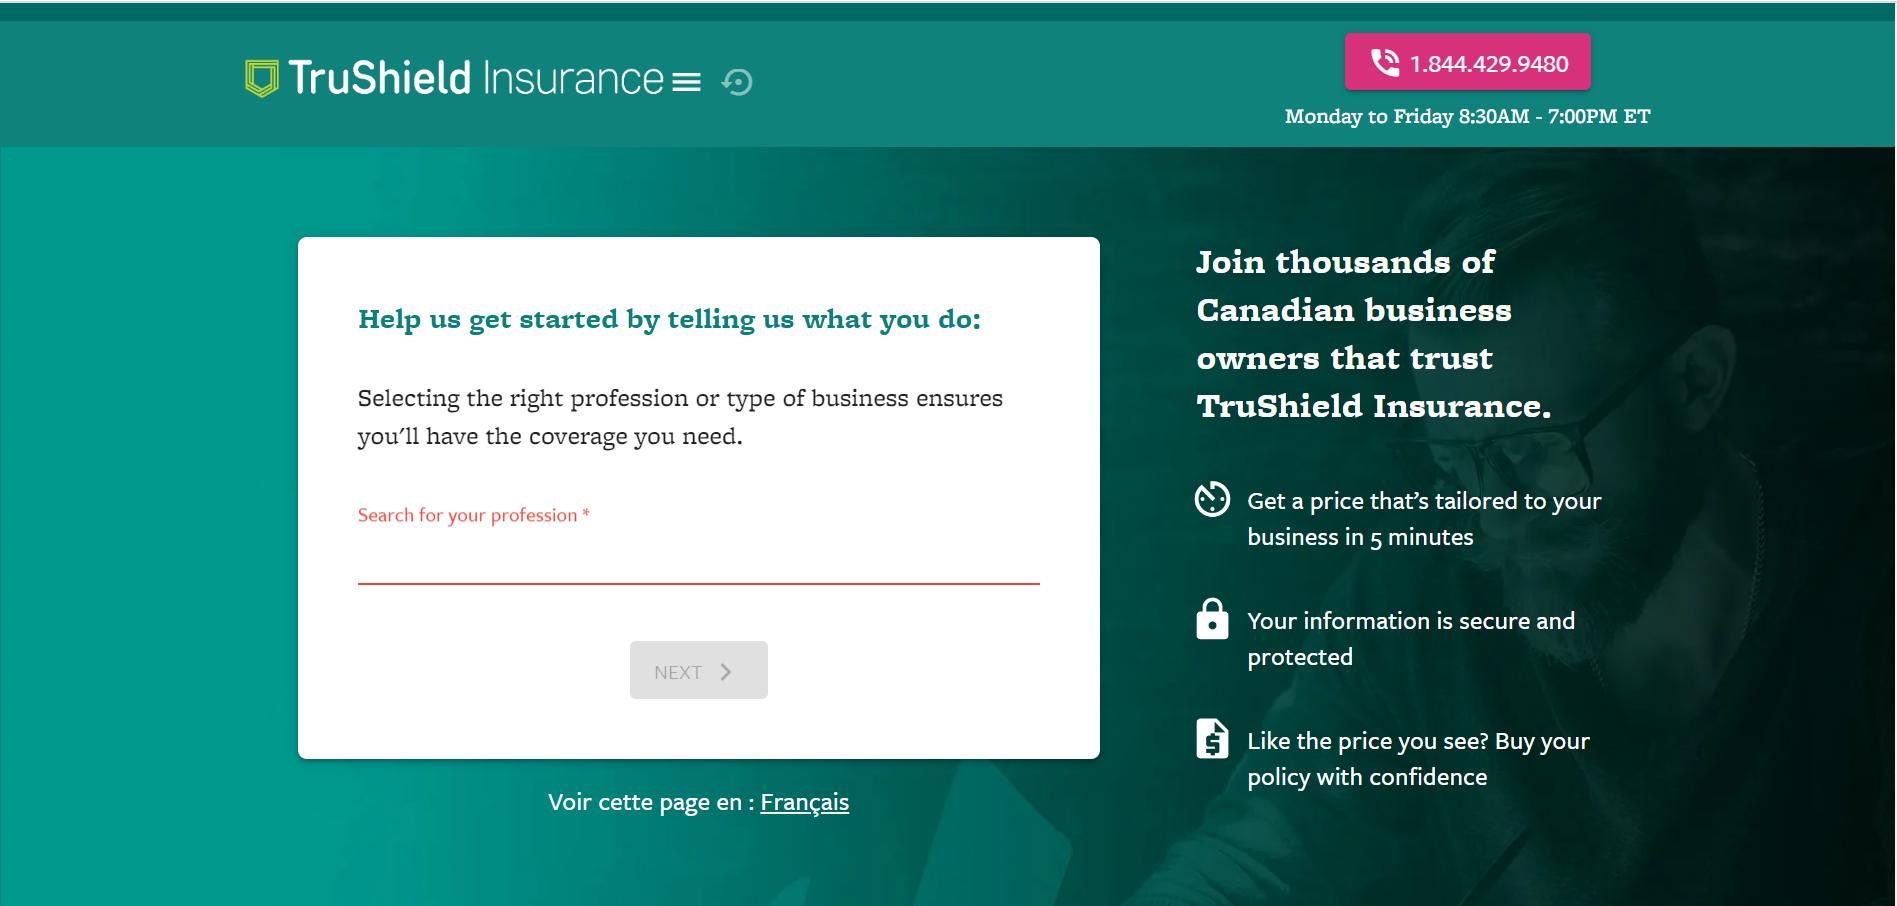 TruShield Insurance
1.844.429.9480
Monday to Friday 8:30AM - 7:00PM ET
Help us get started by telling us what you do:
Selecting the right profession or type of business ensures
you'll have the coverage you need.
Search for your profession *
NEXT
Voir cette page en : Français
Join thousands of
Canadian business
owners that trust
TruShield Insurance.
Get a price that's tailored to your
business in 5 minutes
Your information is secure and
protected
Like the price you see? Buy your
policy with confidence